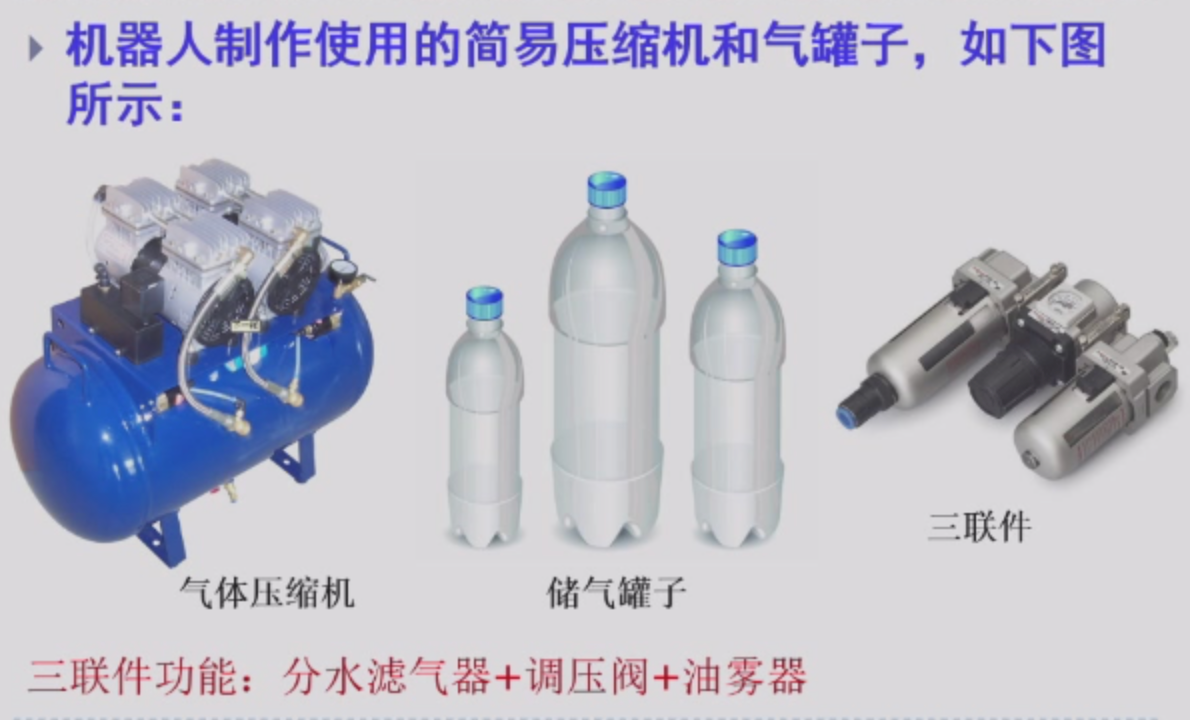 机器人制作使用的简易压缩机和气罐子，如下图
所示：
三联件
气体压缩机
储气罐子
三联件功能：分水滤气器+调压阀+油雾器